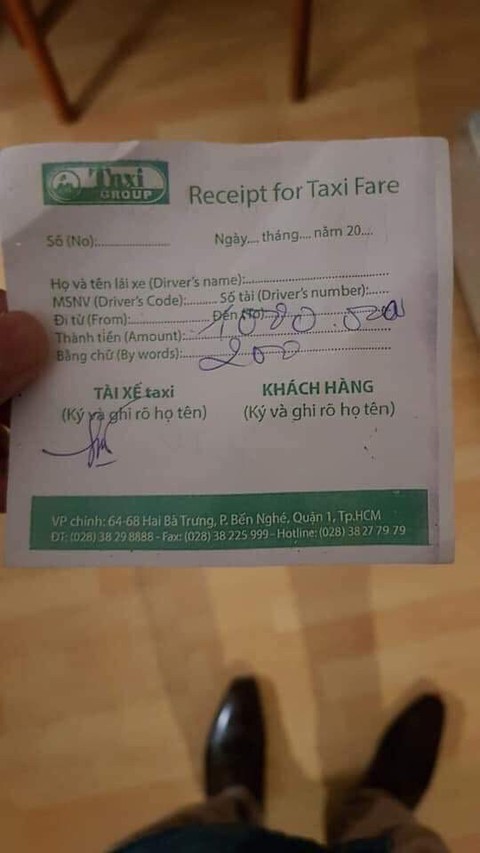 Taxi
GROUP
Receipt for Taxi Fare
Số (No):........................
Ngày.... tháng.... năm 20....
Họ và tên lái xe (Dirver's name):................................................
MSNV (Driver's Code):.......... Số tài (Driver's number):......
Đi từ (From):........................Đến (To):
Thành tiền (Amount): 1080.000
Bằng chữ (By words): 200
TÀI XẾ taxi
KHÁCH HÀNG
(Ký và ghi rõ họ tên)
(Ký và ghi rõ họ tên)
VP chính: 64-68 Hai Bà Trưng, P. Bến Nghé, Quận 1, Tp.HCM
ĐT: (028) 38 29 8888 - Fax: (028) 38 225 999 - Hotline: (028) 38 27 79 79